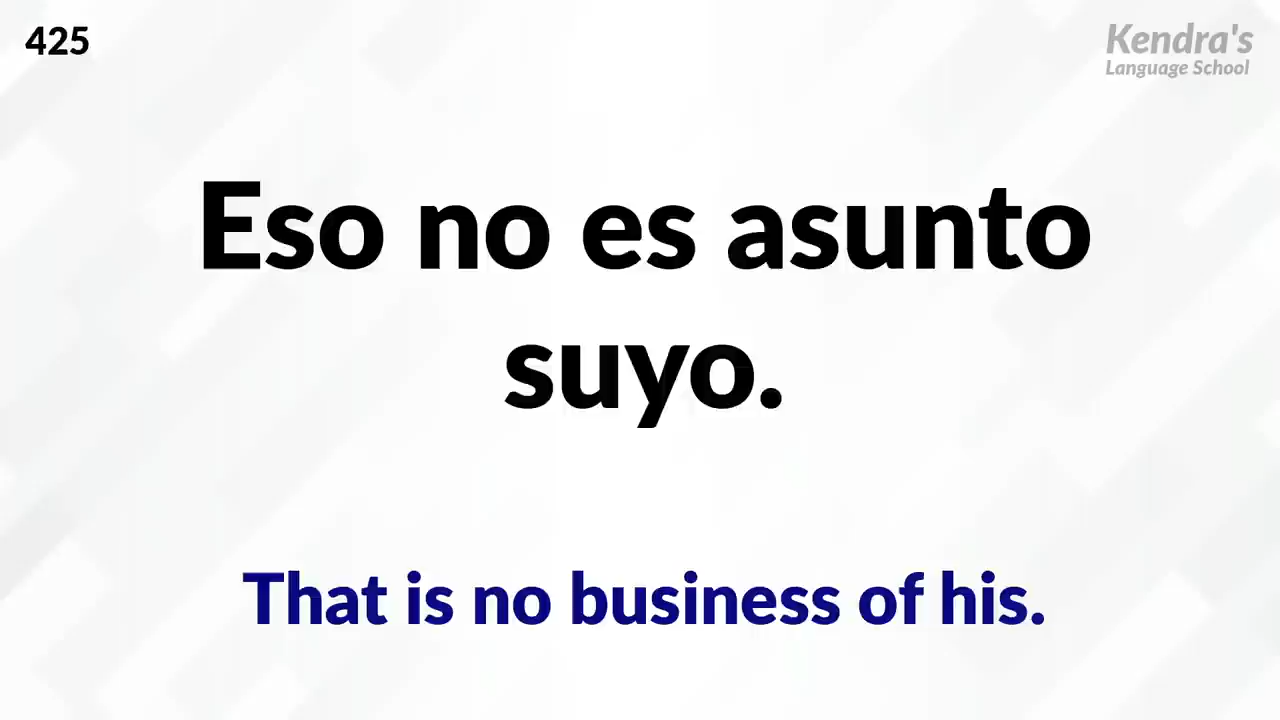 425
Kendra's
Language School
Eso no es asunto
suyo.
That is no business of his.